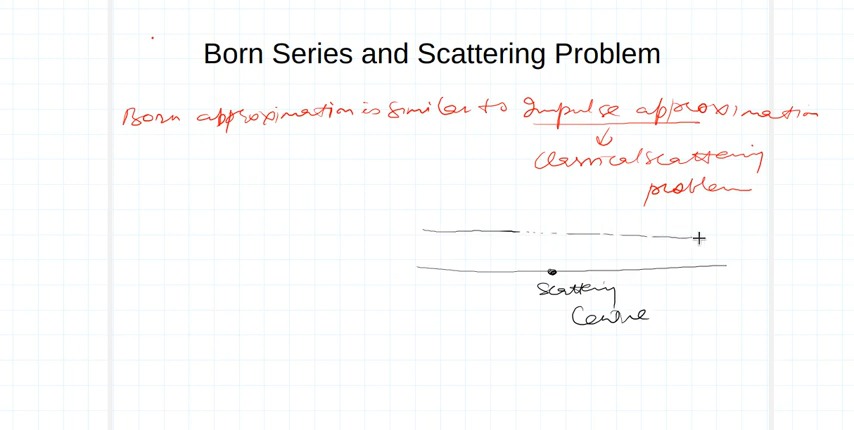 Born Series and Scattering Problem
Born approximation is similar to Impulse approximation
Classical scattering
problem
Scattering
Centre